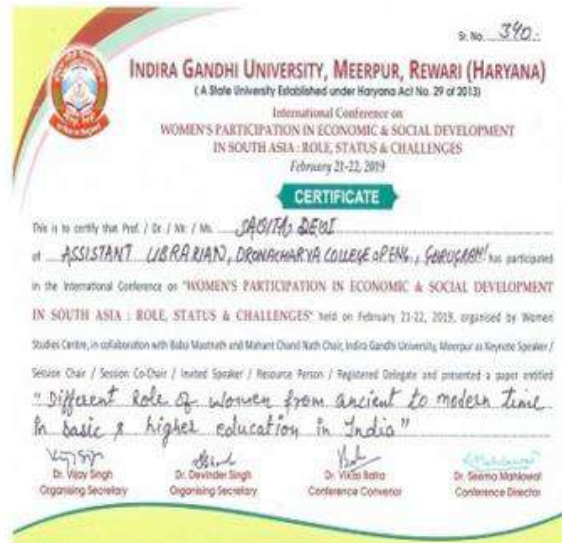 Sr. No. 390.
INDIRA GANDHI UNIVERSITY, MEERPUR, REWARI (HARYANA)
( A State University Established under Haryana Act No. 29 of 2013)
International Conference on
WOMEN'S PARTICIPATION IN ECONOMIC & SOCIAL DEVELOPMENT
IN SOUTH ASIA : ROLE, STATUS & CHALLENGES
February 21-22, 2019
CERTIFICATE
This is to certify that Prof. / Dr. / Mr. / Ms. SABITA DEVI
of ASSISTANT LIBRARIAN, DRONACHARYA COLLEGE OF ENG., GURUGRAM has participated
in the International Conference on "WOMEN'S PARTICIPATION IN ECONOMIC & SOCIAL DEVELOPMENT
IN SOUTH ASIA : ROLE, STATUS & CHALLENGES" held on February 21-22, 2019, organised by Women
Studies Centre, in collaboration with Baba Mastnath and Mahant Chand Nath Chair, Indira Gandhi University, Meerpur as Keynote Speaker /
Session Chair / Session Co-Chair / Invited Speaker / Resource Person / Registered Delegate and presented a paper entitled
"Different Role of women from ancient to modern time
in basic & higher education in India"
Dr. Vijay Singh Dr. Devinder Singh Dr. Vikas Batra Dr. Seema Mahlawat
Organising Secretary Organising Secretary Conference Convenor Conference Director